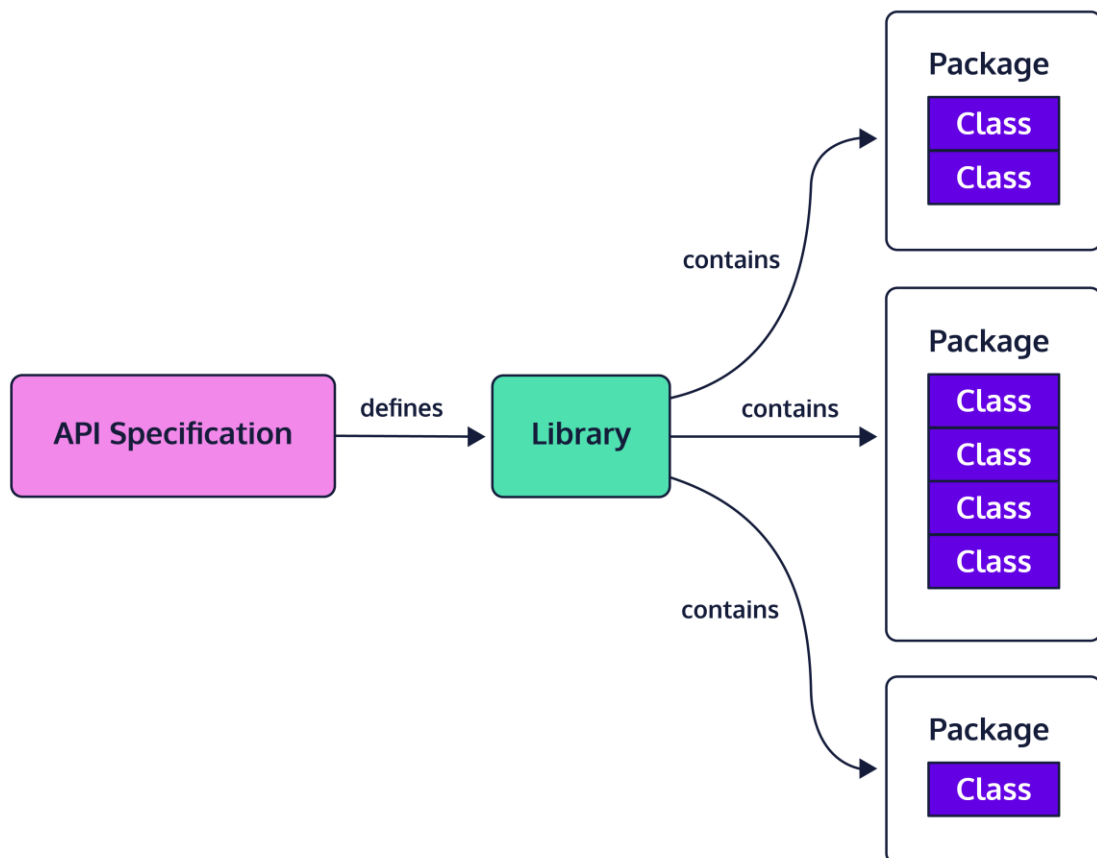 API Specification
defines
Library
contains
Package
Class
Class
contains
Package
Class
Class
Class
Class
contains
Package
Class